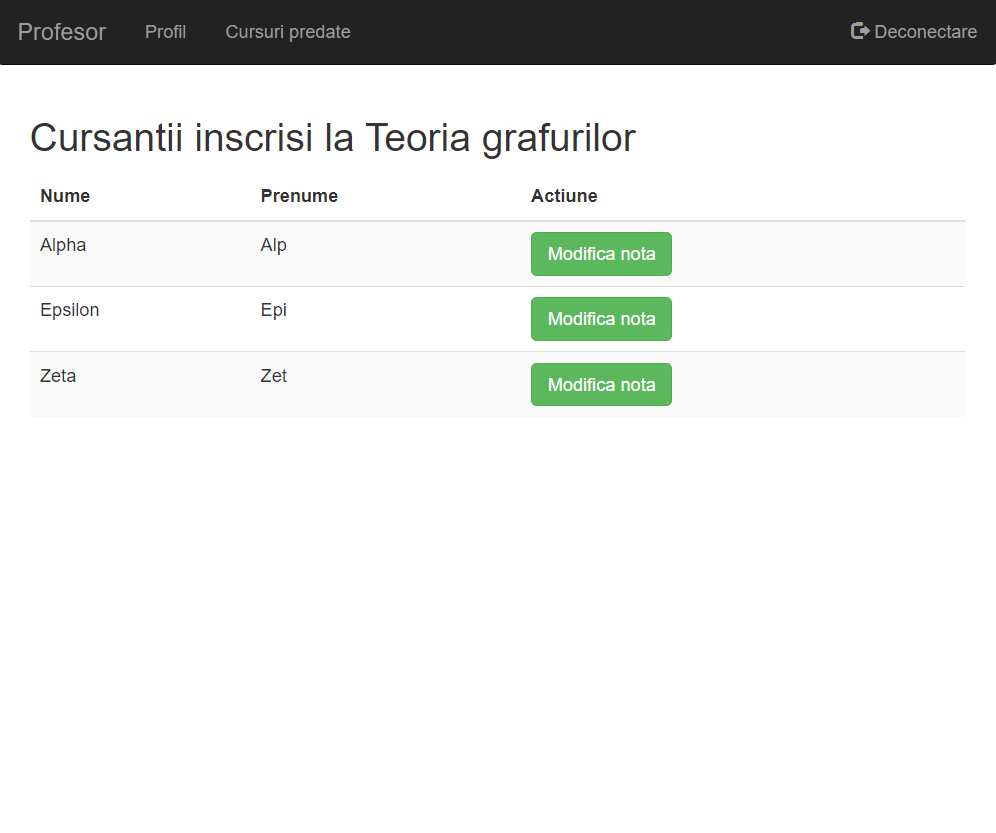 Profesor Profil Cursuri predate Deconectare
Cursantii inscrisi la Teoria grafurilor
Nume Prenume Actiune
Alpha Alp Modifica nota
Epsilon Epi Modifica nota
Zeta Zet Modifica nota